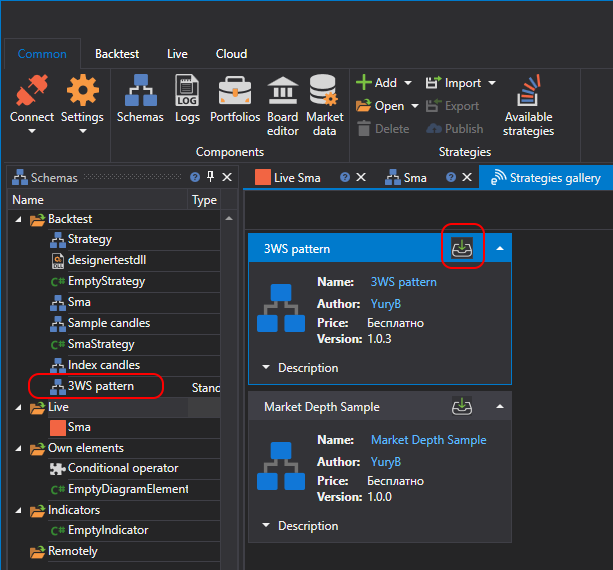 Common Backtest Live Cloud
Connect Settings Schemas Logs Portfolios Board editor Market data
LOG
Add Import
Open Export
Delete Publish
Available strategies
Components Strategies
Schemas
Live Sma Sma Strategies gallery
Name Type
Backtest
Strategy
designertestdll
DLL
C# EmptyStrategy
Sma
Sample candles
C# SmaStrategy
Index candles
3WS pattern Stand
Live
Sma
Own elements
Conditional operator
C# EmptyDiagramElement
Indicators
C# EmptyIndicator
Remotely
3WS pattern
Name: 3WS pattern
Author: YuryB
Price: Бесплатно
Version: 1.0.3
Description
Market Depth Sample
Name: Market Depth Sample
Author: YuryB
Price: Бесплатно
Version: 1.0.0
Description